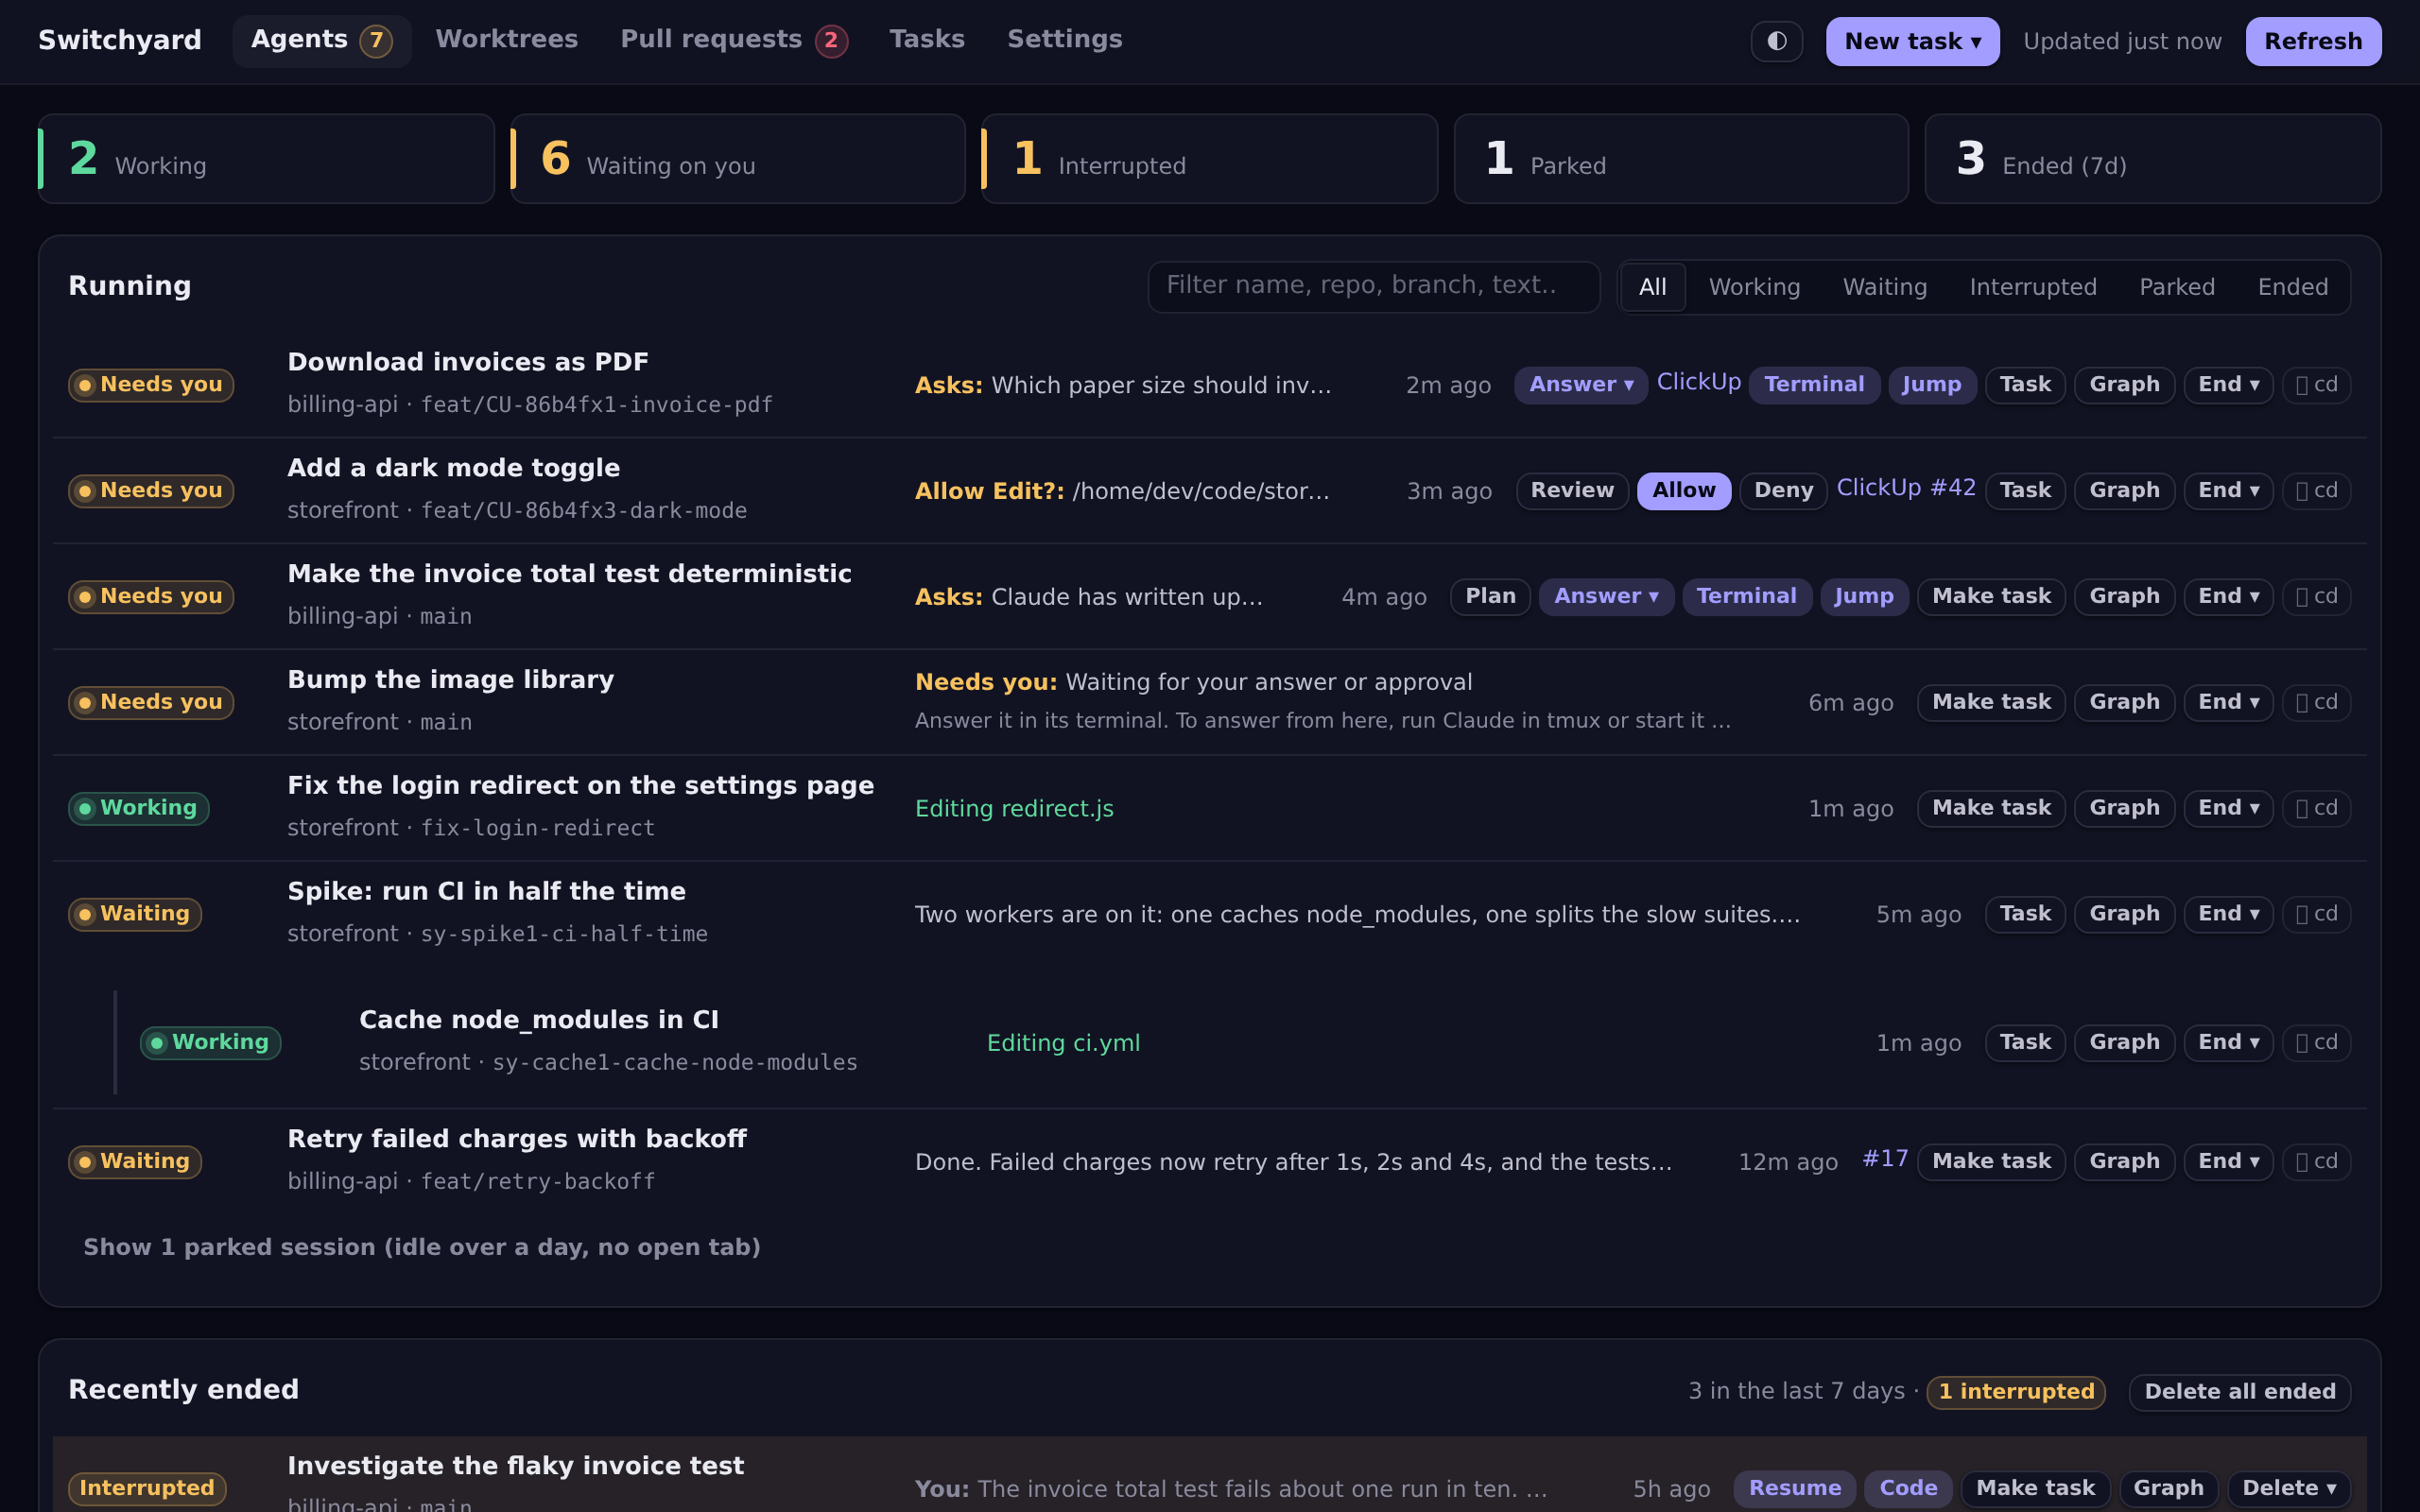 Switchyard Agents 7 Worktrees Pull requests 2 Tasks Settings ◐ New task ▾ Updated just now Refresh
2 Working 6 Waiting on you 1 Interrupted 1 Parked 3 Ended (7d)
Running Filter name, repo, branch, text.. All Working Waiting Interrupted Parked Ended
Needs you Download invoices as PDF Asks: Which paper size should inv… 2m ago Answer ▾ ClickUp Terminal Jump Task Graph End ▾ cd
billing-api · feat/CU-86b4fx1-invoice-pdf
Needs you Add a dark mode toggle Allow Edit?: /home/dev/code/stor… 3m ago Review Allow Deny ClickUp #42 Task Graph End ▾ cd
storefront · feat/CU-86b4fx3-dark-mode
Needs you Make the invoice total test deterministic Asks: Claude has written up… 4m ago Plan Answer ▾ Terminal Jump Make task Graph End ▾ cd
billing-api · main
Needs you Bump the image library Needs you: Waiting for your answer or approval 6m ago Make task Graph End ▾ cd
storefront · main Answer it in its terminal. To answer from here, run Claude in tmux or start it …
Working Fix the login redirect on the settings page Editing redirect.js 1m ago Make task Graph End ▾ cd
storefront · fix-login-redirect
Waiting Spike: run CI in half the time Two workers are on it: one caches node_modules, one splits the slow suites.… 5m ago Task Graph End ▾ cd
storefront · sy-spike1-ci-half-time
Working Cache node_modules in CI Editing ci.yml 1m ago Task Graph End ▾ cd
storefront · sy-cache1-cache-node-modules
Waiting Retry failed charges with backoff Done. Failed charges now retry after 1s, 2s and 4s, and the tests… 12m ago #17 Make task Graph End ▾ cd
billing-api · feat/retry-backoff
Show 1 parked session (idle over a day, no open tab)
Recently ended 3 in the last 7 days · 1 interrupted Delete all ended
Interrupted Investigate the flaky invoice test You: The invoice total test fails about one run in ten. … 5h ago Resume Code Make task Graph Delete ▾
billing-api · main